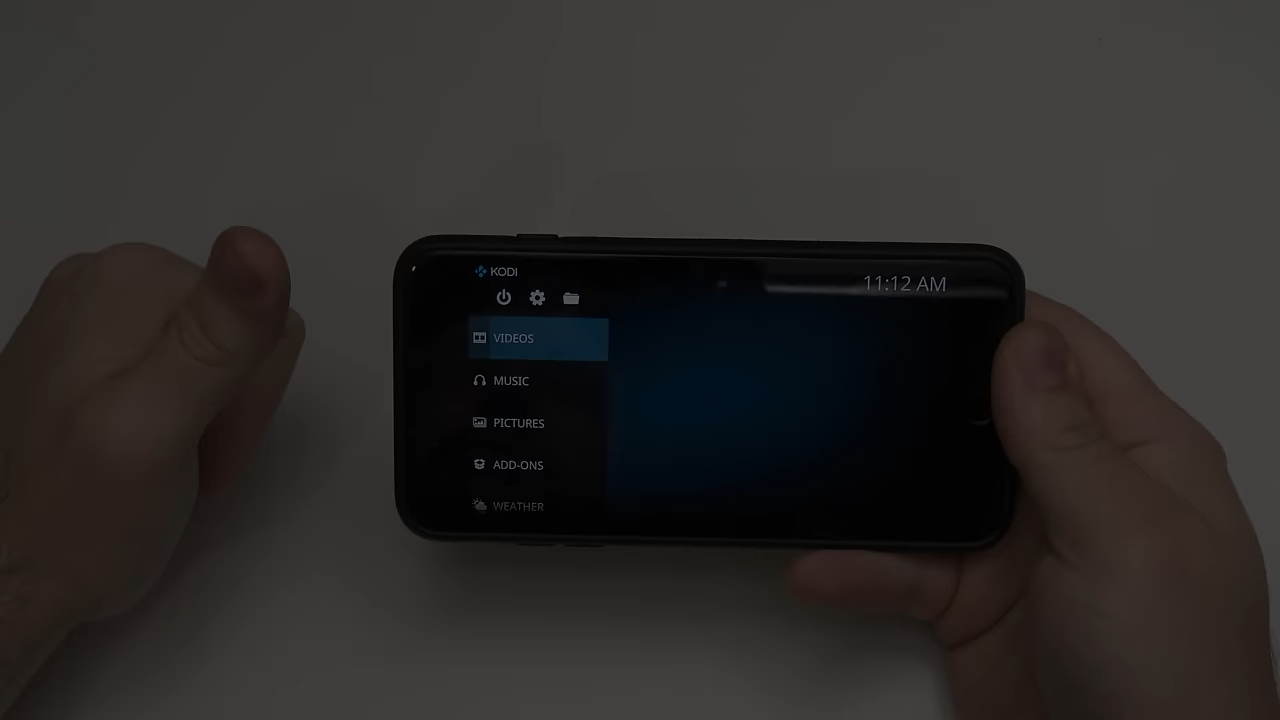 KODI
11:12 AM
VIDEOS
MUSIC
PICTURES
ADD-ONS
WEATHER